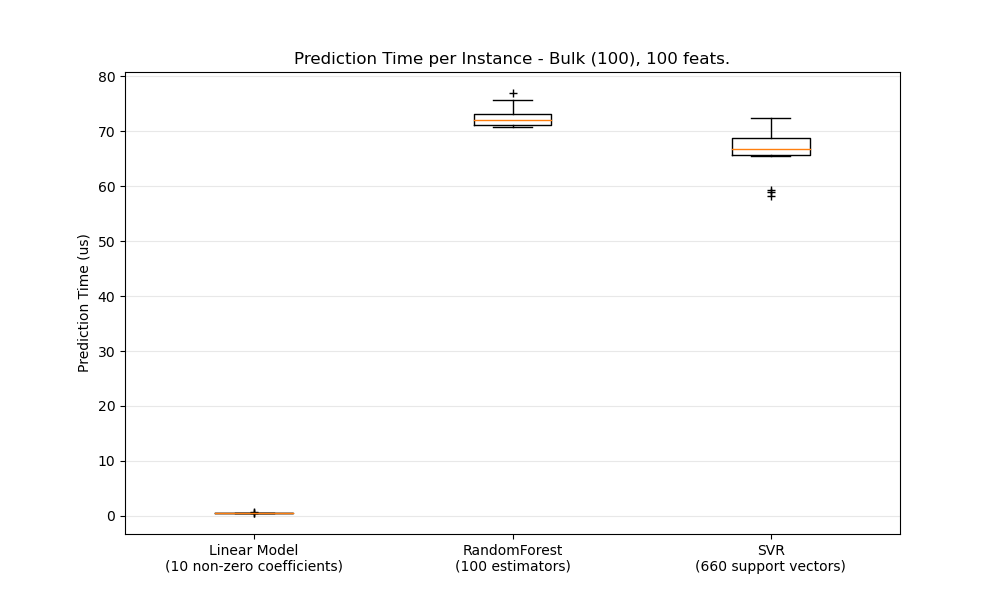 Prediction Time per Instance - Bulk (100), 100 feats.
Prediction Time (us)
80
70
60
50
40
30
20
10
0
Linear Model
(10 non-zero coefficients)
RandomForest
(100 estimators)
SVR
(660 support vectors)